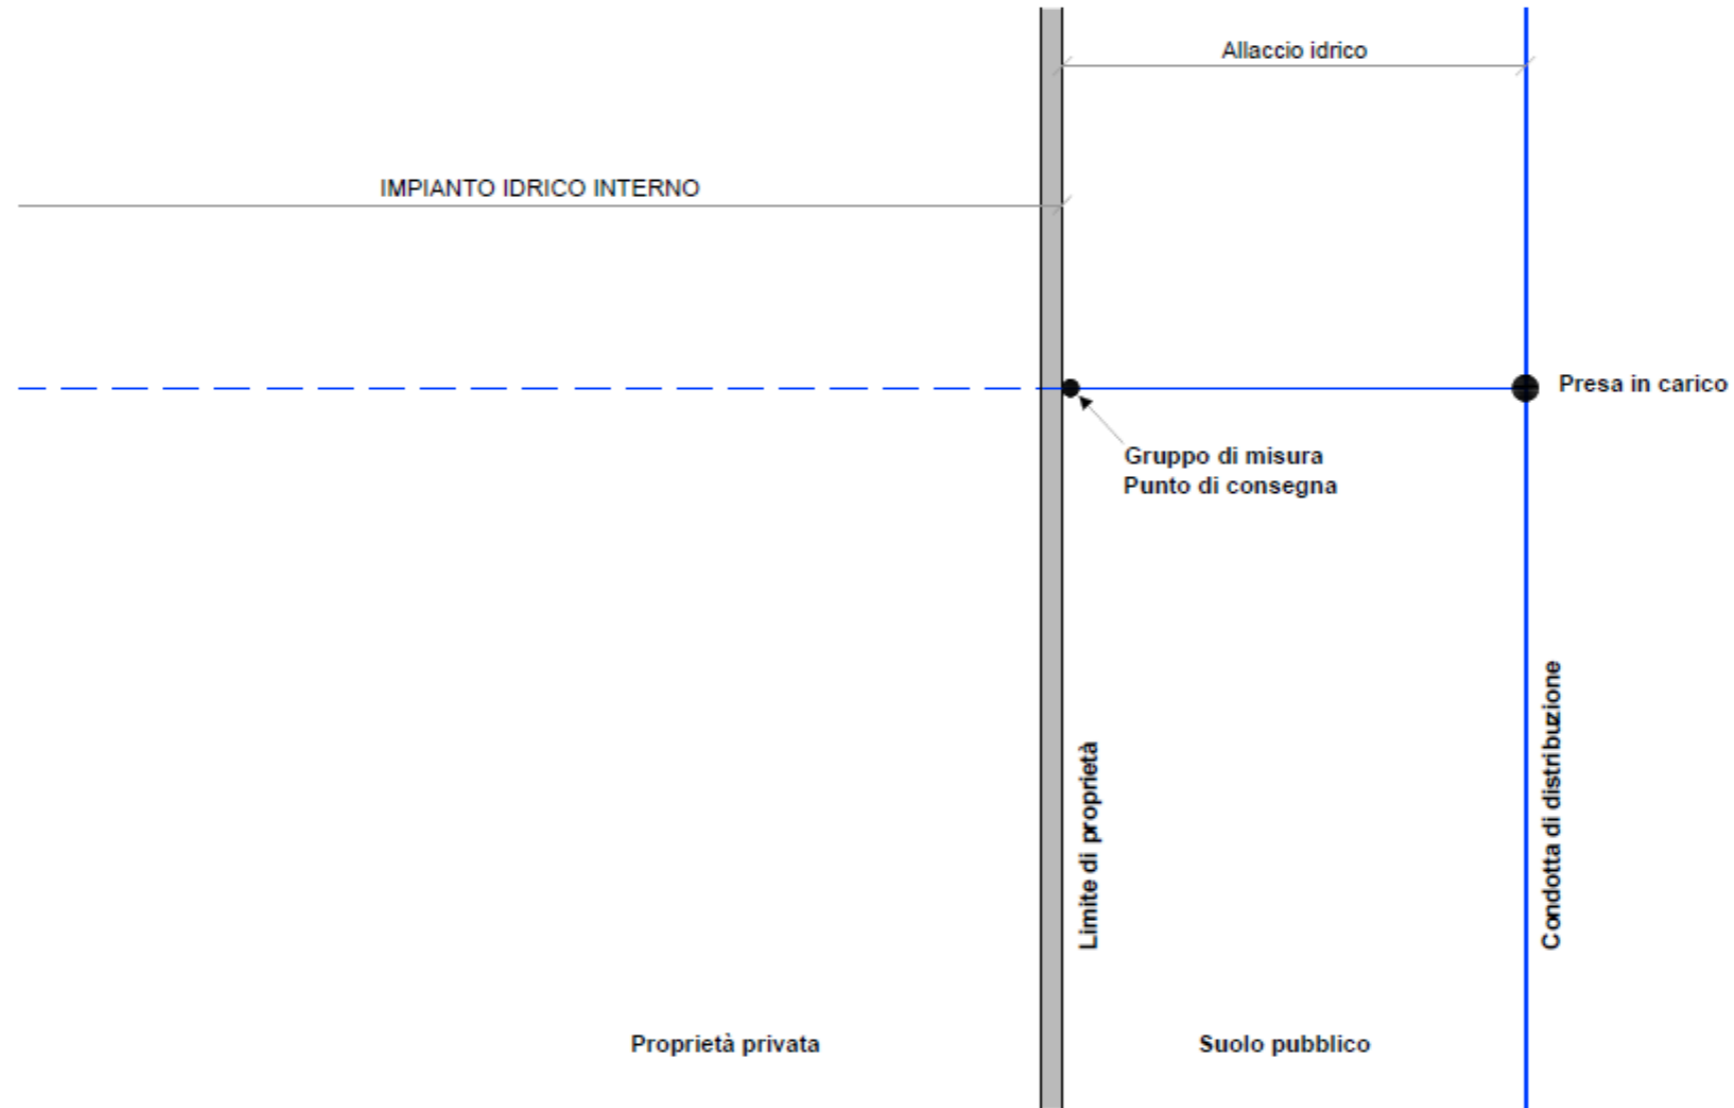 Allaccio idrico
IMPIANTO IDRICO INTERNO
Presa in carico
Gruppo di misura
Punto di consegna
Limite di proprietà
Condotta di distribuzione
Proprietà privata
Suolo pubblico